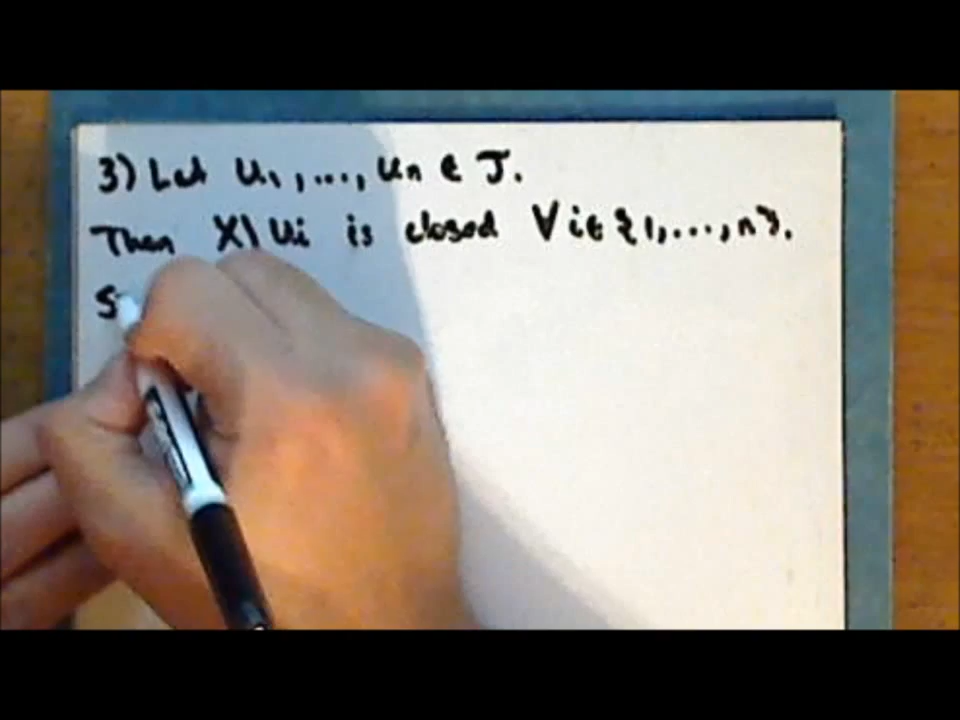 3) Let U₁, ..., Uₙ ∈ J.
Then X\Ui is closed ∀ i ∈ {1, ..., n}.
S